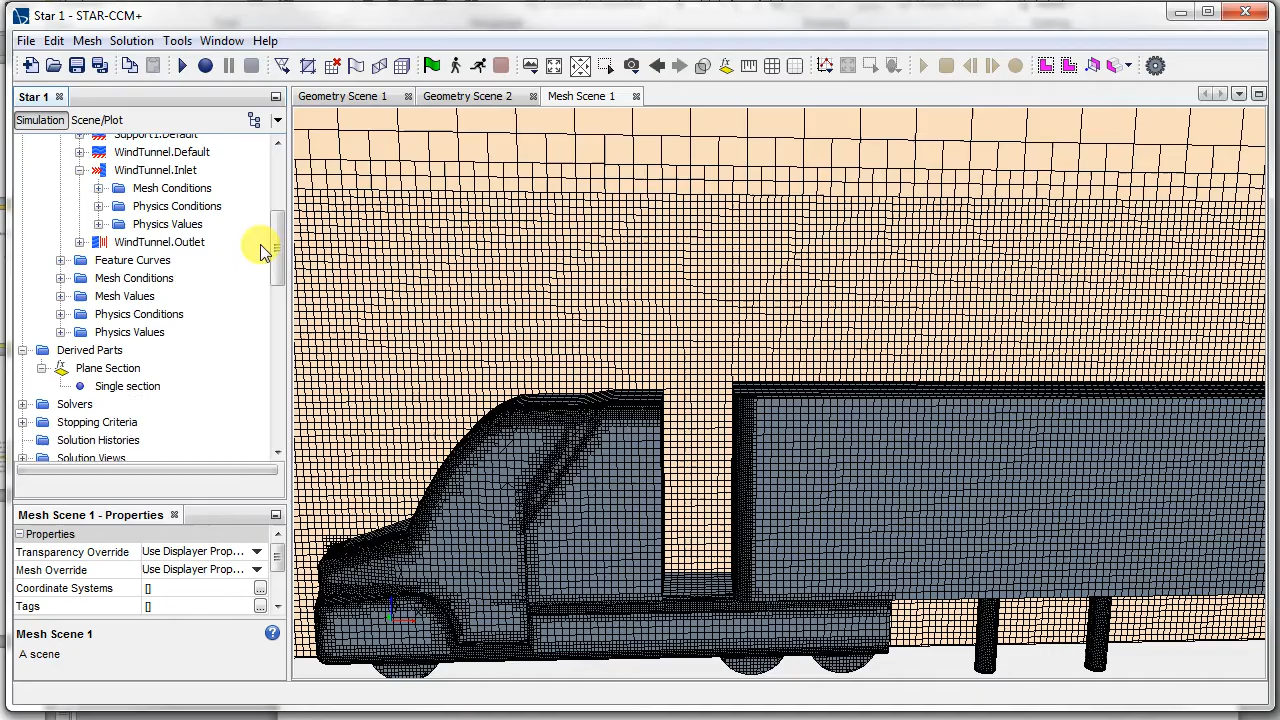 Star 1 - STAR-CCM+
File Edit Mesh Solution Tools Window Help
Star 1
Geometry Scene 1 Geometry Scene 2 Mesh Scene 1
Simulation Scene/Plot
Support1.Default
WindTunnel.Default
WindTunnel.Inlet
Mesh Conditions
Physics Conditions
Physics Values
WindTunnel.Outlet
Feature Curves
Mesh Conditions
Mesh Values
Physics Conditions
Physics Values
Derived Parts
fx Plane Section
Single section
Solvers
Stopping Criteria
Solution Histories
Solution Views
Mesh Scene 1 - Properties
Properties
Transparency Override Use Displayer Prop...
Mesh Override Use Displayer Prop...
Coordinate Systems []
Tags []
Mesh Scene 1
A scene